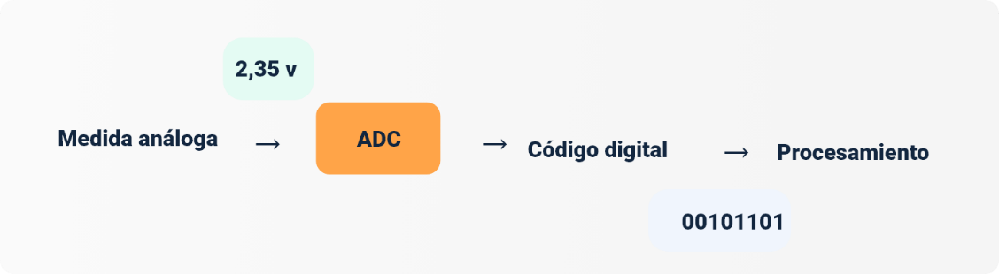 2,35 v
Medida análoga → ADC → Código digital → Procesamiento
00101101